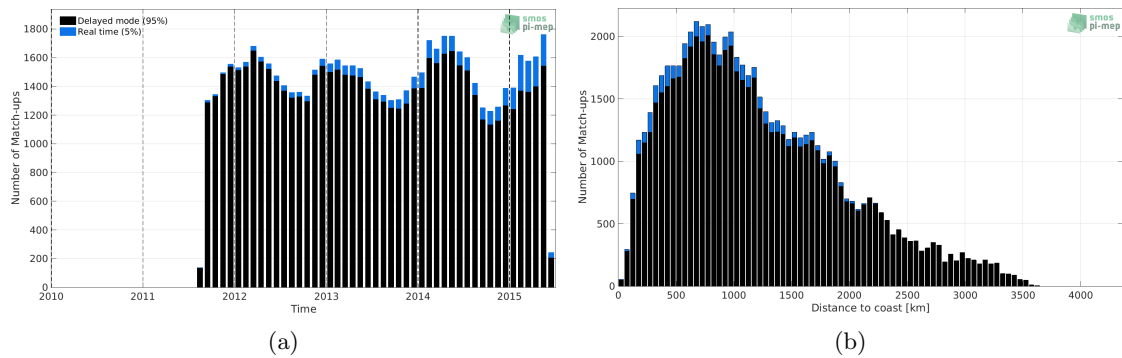 Delayed mode (95%)
Real time (5%)
smos
pi-mep
1800
1600
1400
1200
1000
800
600
400
200
0
Number of Match-ups
2010 2011 2012 2013 2014 2015
Time
(a)
smos
pi-mep
2000
1500
1000
500
0
Number of Match-ups
0 500 1000 1500 2000 2500 3000 3500 4000
Distance to coast [km]
(b)